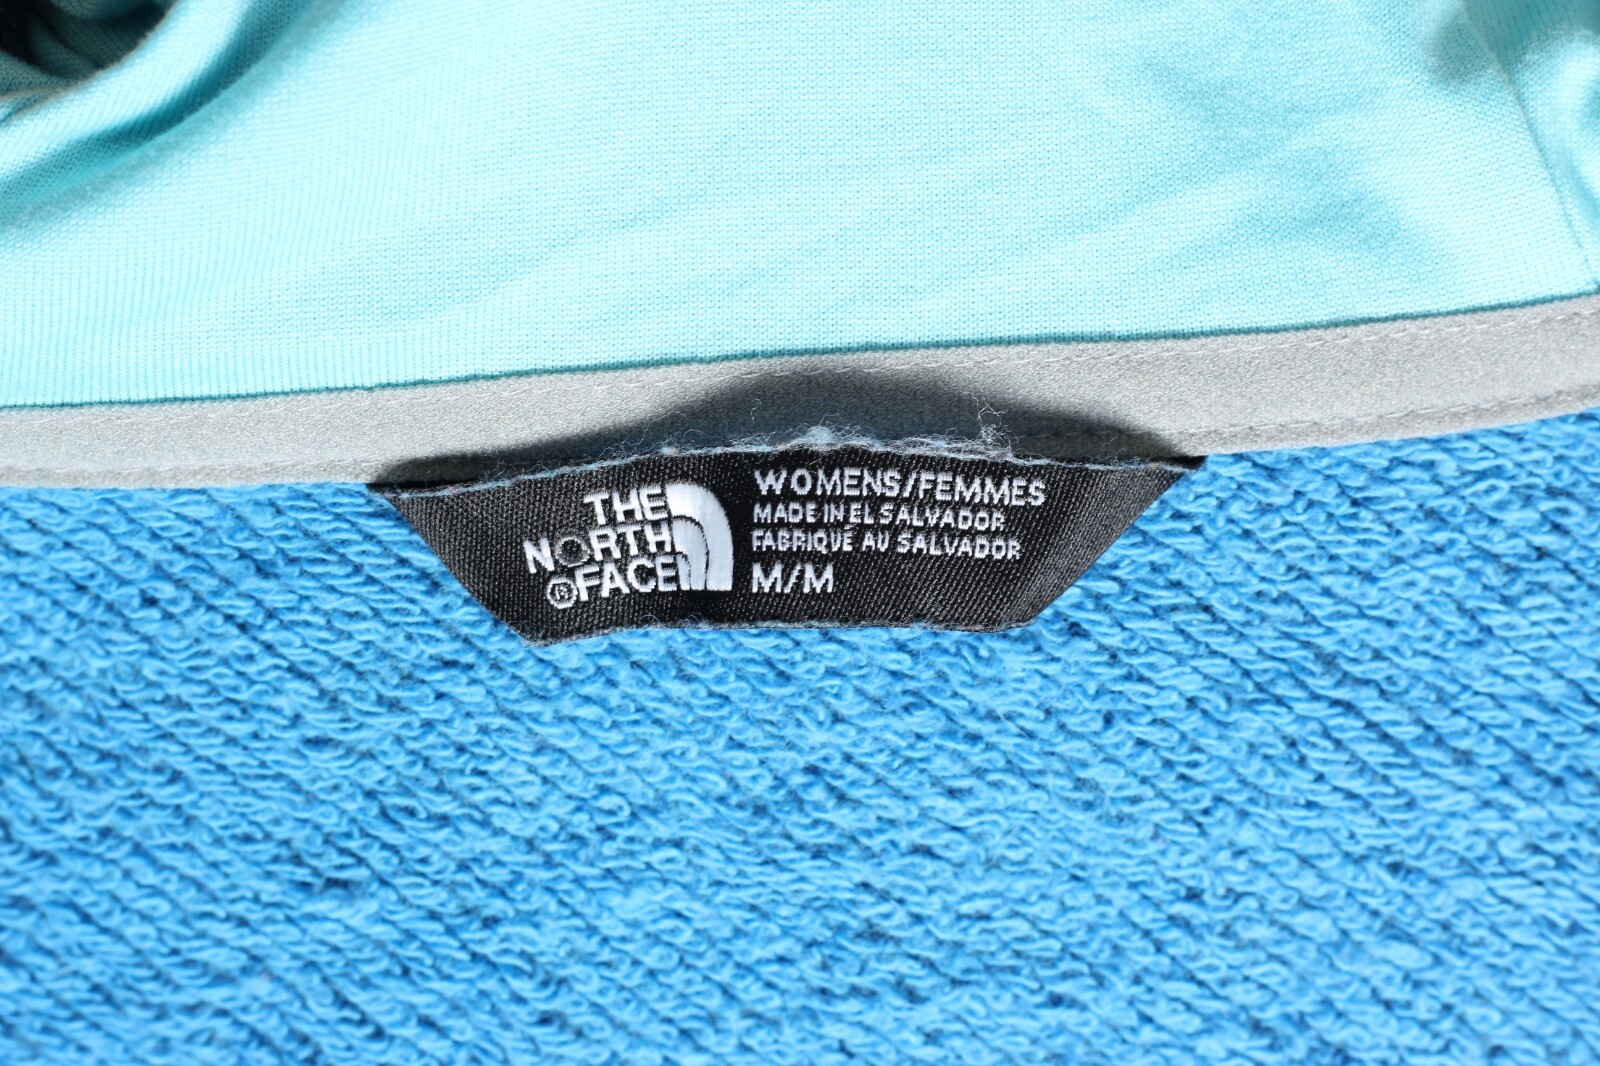 THE
NORTH
®FACE
WOMENS/FEMMES
MADE IN EL SALVADOR
FABRIQUÉ AU SALVADOR
M/M